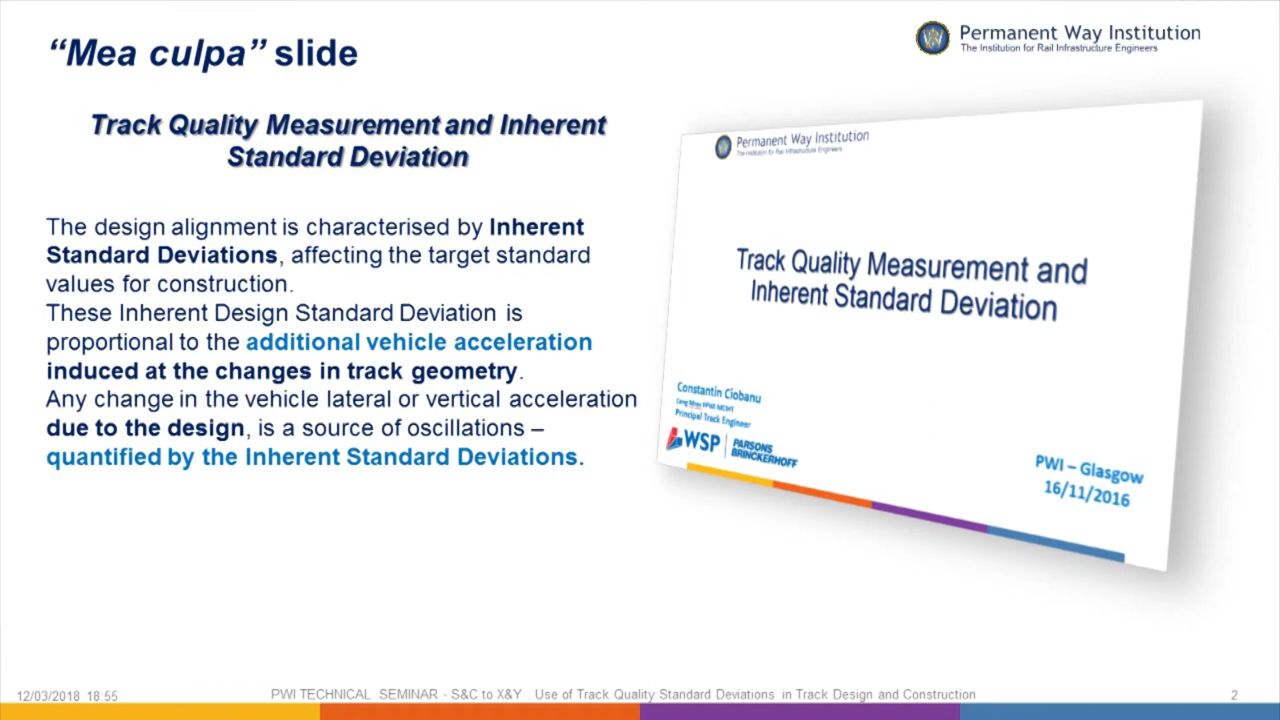 “Mea culpa” slide
Permanent Way Institution
The Institution for Rail Infrastructure Engineers
Track Quality Measurement and Inherent
Standard Deviation
The design alignment is characterised by Inherent
Standard Deviations, affecting the target standard
values for construction.
These Inherent Design Standard Deviation is
proportional to the additional vehicle acceleration
induced at the changes in track geometry.
Any change in the vehicle lateral or vertical acceleration
due to the design, is a source of oscillations –
quantified by the Inherent Standard Deviations.
Permanent Way Institution
The Institution for Rail Infrastructure Engineers
Track Quality Measurement and
Inherent Standard Deviation
Constantin Ciobanu
Principal Track Engineer
WSP | PARSONS
BRINCKERHOFF
PWI – Glasgow
16/11/2016
12/03/2018 18:55
PWI TECHNICAL SEMINAR - S&C to X&Y . Use of Track Quality Standard Deviations in Track Design and Construction
2